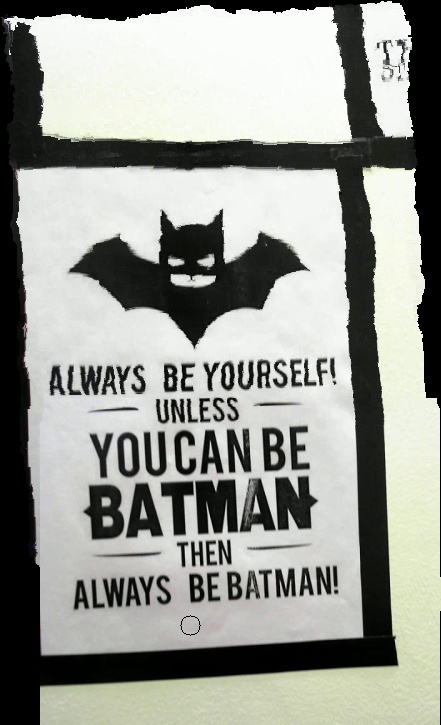 ALWAYS BE YOURSELF!
UNLESS
YOU CAN BE
BATMAN
THEN
ALWAYS BE BATMAN!